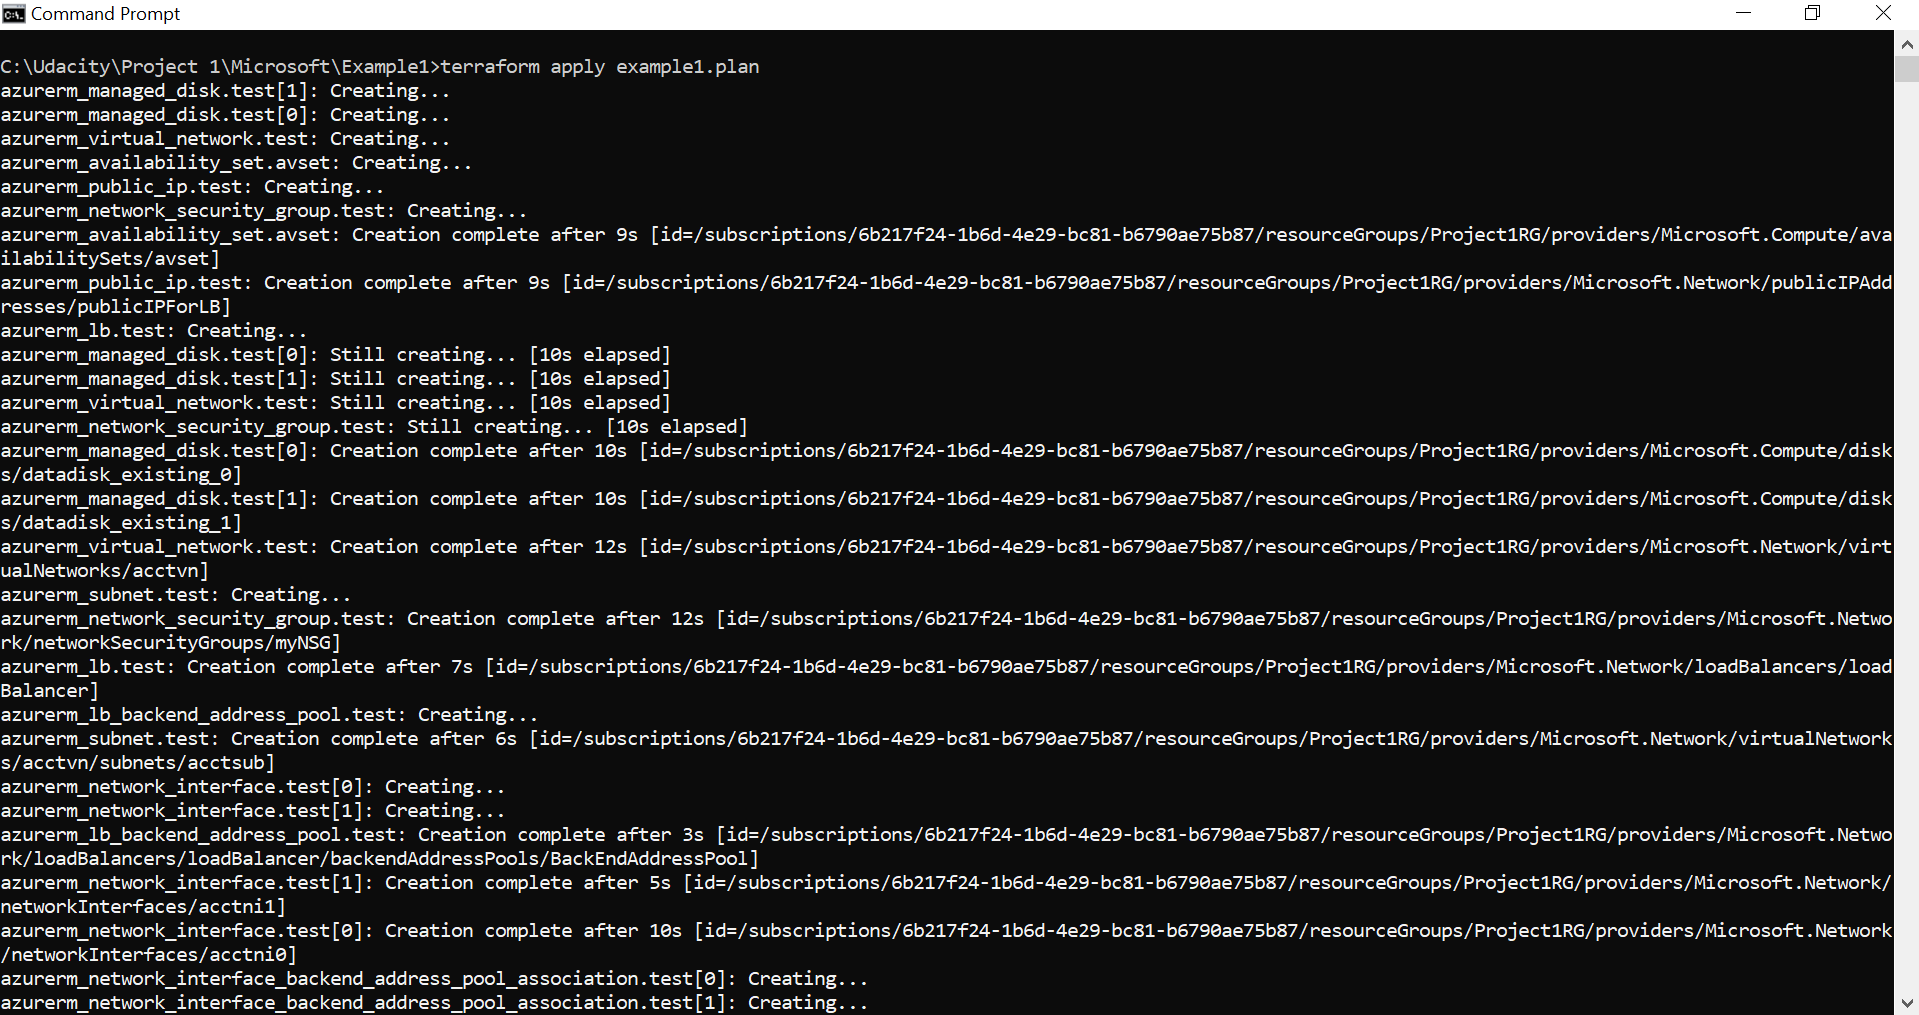 Command Prompt
C:\Udacity\Project 1\Microsoft\Example1>terraform apply example1.plan
azurerm_managed_disk.test[1]: Creating...
azurerm_managed_disk.test[0]: Creating...
azurerm_virtual_network.test: Creating...
azurerm_availability_set.avset: Creating...
azurerm_public_ip.test: Creating...
azurerm_network_security_group.test: Creating...
azurerm_availability_set.avset: Creation complete after 9s [id=/subscriptions/6b217f24-1b6d-4e29-bc81-b6790ae75b87/resourceGroups/Project1RG/providers/Microsoft.Compute/ava
ilabilitySets/avset]
azurerm_public_ip.test: Creation complete after 9s [id=/subscriptions/6b217f24-1b6d-4e29-bc81-b6790ae75b87/resourceGroups/Project1RG/providers/Microsoft.Network/publicIPAdd
resses/publicIPForLB]
azurerm_lb.test: Creating...
azurerm_managed_disk.test[0]: Still creating... [10s elapsed]
azurerm_managed_disk.test[1]: Still creating... [10s elapsed]
azurerm_virtual_network.test: Still creating... [10s elapsed]
azurerm_network_security_group.test: Still creating... [10s elapsed]
azurerm_managed_disk.test[0]: Creation complete after 10s [id=/subscriptions/6b217f24-1b6d-4e29-bc81-b6790ae75b87/resourceGroups/Project1RG/providers/Microsoft.Compute/disk
s/datadisk_existing_0]
azurerm_managed_disk.test[1]: Creation complete after 10s [id=/subscriptions/6b217f24-1b6d-4e29-bc81-b6790ae75b87/resourceGroups/Project1RG/providers/Microsoft.Compute/disk
s/datadisk_existing_1]
azurerm_virtual_network.test: Creation complete after 12s [id=/subscriptions/6b217f24-1b6d-4e29-bc81-b6790ae75b87/resourceGroups/Project1RG/providers/Microsoft.Network/virt
ualNetworks/acctvn]
azurerm_subnet.test: Creating...
azurerm_network_security_group.test: Creation complete after 12s [id=/subscriptions/6b217f24-1b6d-4e29-bc81-b6790ae75b87/resourceGroups/Project1RG/providers/Microsoft.Netwo
rk/networkSecurityGroups/myNSG]
azurerm_lb.test: Creation complete after 7s [id=/subscriptions/6b217f24-1b6d-4e29-bc81-b6790ae75b87/resourceGroups/Project1RG/providers/Microsoft.Network/loadBalancers/load
Balancer]
azurerm_lb_backend_address_pool.test: Creating...
azurerm_subnet.test: Creation complete after 6s [id=/subscriptions/6b217f24-1b6d-4e29-bc81-b6790ae75b87/resourceGroups/Project1RG/providers/Microsoft.Network/virtualNetwork
s/acctvn/subnets/acctsub]
azurerm_network_interface.test[0]: Creating...
azurerm_network_interface.test[1]: Creating...
azurerm_lb_backend_address_pool.test: Creation complete after 3s [id=/subscriptions/6b217f24-1b6d-4e29-bc81-b6790ae75b87/resourceGroups/Project1RG/providers/Microsoft.Netwo
rk/loadBalancers/loadBalancer/backendAddressPools/BackEndAddressPool]
azurerm_network_interface.test[1]: Creation complete after 5s [id=/subscriptions/6b217f24-1b6d-4e29-bc81-b6790ae75b87/resourceGroups/Project1RG/providers/Microsoft.Network/
networkInterfaces/acctni1]
azurerm_network_interface.test[0]: Creation complete after 10s [id=/subscriptions/6b217f24-1b6d-4e29-bc81-b6790ae75b87/resourceGroups/Project1RG/providers/Microsoft.Network
/networkInterfaces/acctni0]
azurerm_network_interface_backend_address_pool_association.test[0]: Creating...
azurerm_network_interface_backend_address_pool_association.test[1]: Creating...